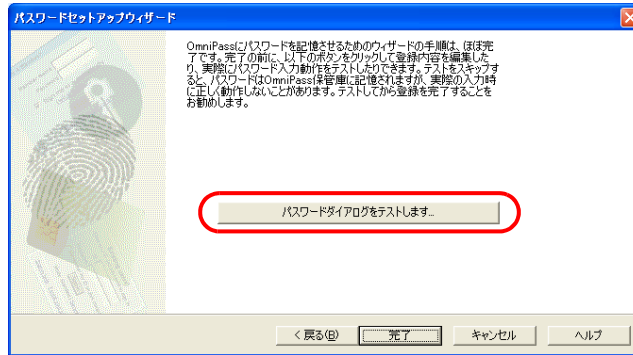 パスワードセットアップウィザード
OmniPassにパスワードを記憶させるためのウィザードの手順は、ほぼ完
了です。完了の前に、以下のボタンをクリックして登録内容を編集した
り、実際にパスワード入力動作をテストしたりできます。テストをスキップす
ると、パスワードはOmniPass保管庫に記憶されますが、実際の入力時
に正しく動作しないことがあります。テストしてから登録を完了することを
お勧めします。
パスワードダイアログをテストします...
< 戻る(B)
完了
キャンセル
ヘルプ